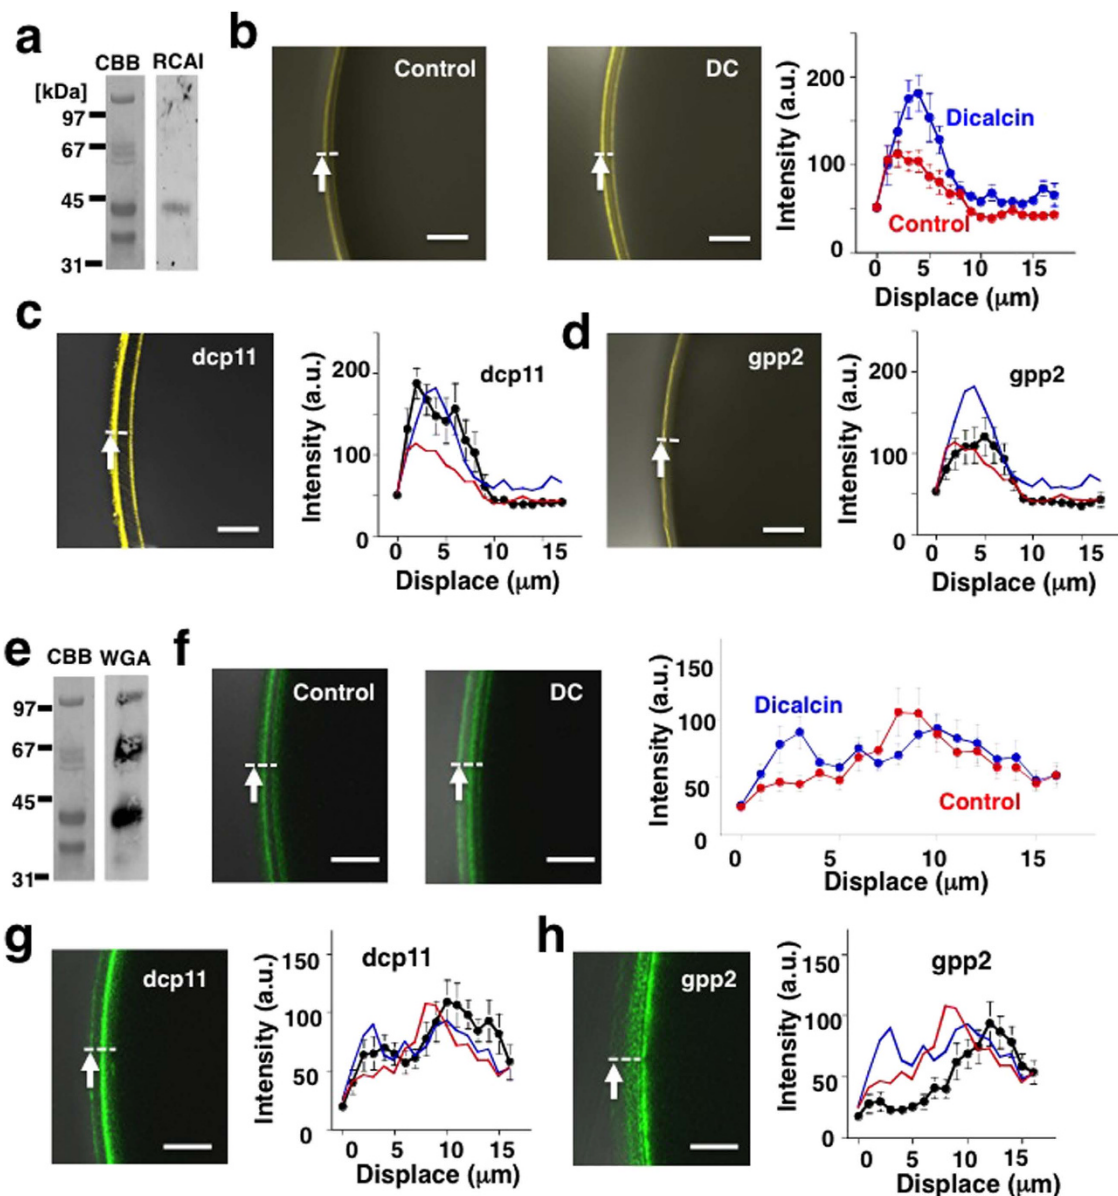 a
CBB RCAI
[kDa]
97
67
45
31
b
Control
DC
Intensity (a.u.)
200
100
0
Dicalcin
Control
0 5 10 15
Displace (μm)
c
dcp11
Intensity (a.u.)
200
100
0
dcp11
0 5 10 15
Displace (μm)
d
gpp2
Intensity (a.u.)
200
100
0
gpp2
0 5 10 15
Displace (μm)
e
CBB WGA
97
67
45
31
f
Control
DC
Intensity (a.u.)
150
100
50
0
Dicalcin
Control
0 5 10 15
Displace (μm)
g
dcp11
Intensity (a.u.)
150
100
50
0
dcp11
0 5 10 15
Displace (μm)
h
gpp2
Intensity (a.u.)
150
100
50
0
gpp2
0 5 10 15
Displace (μm)